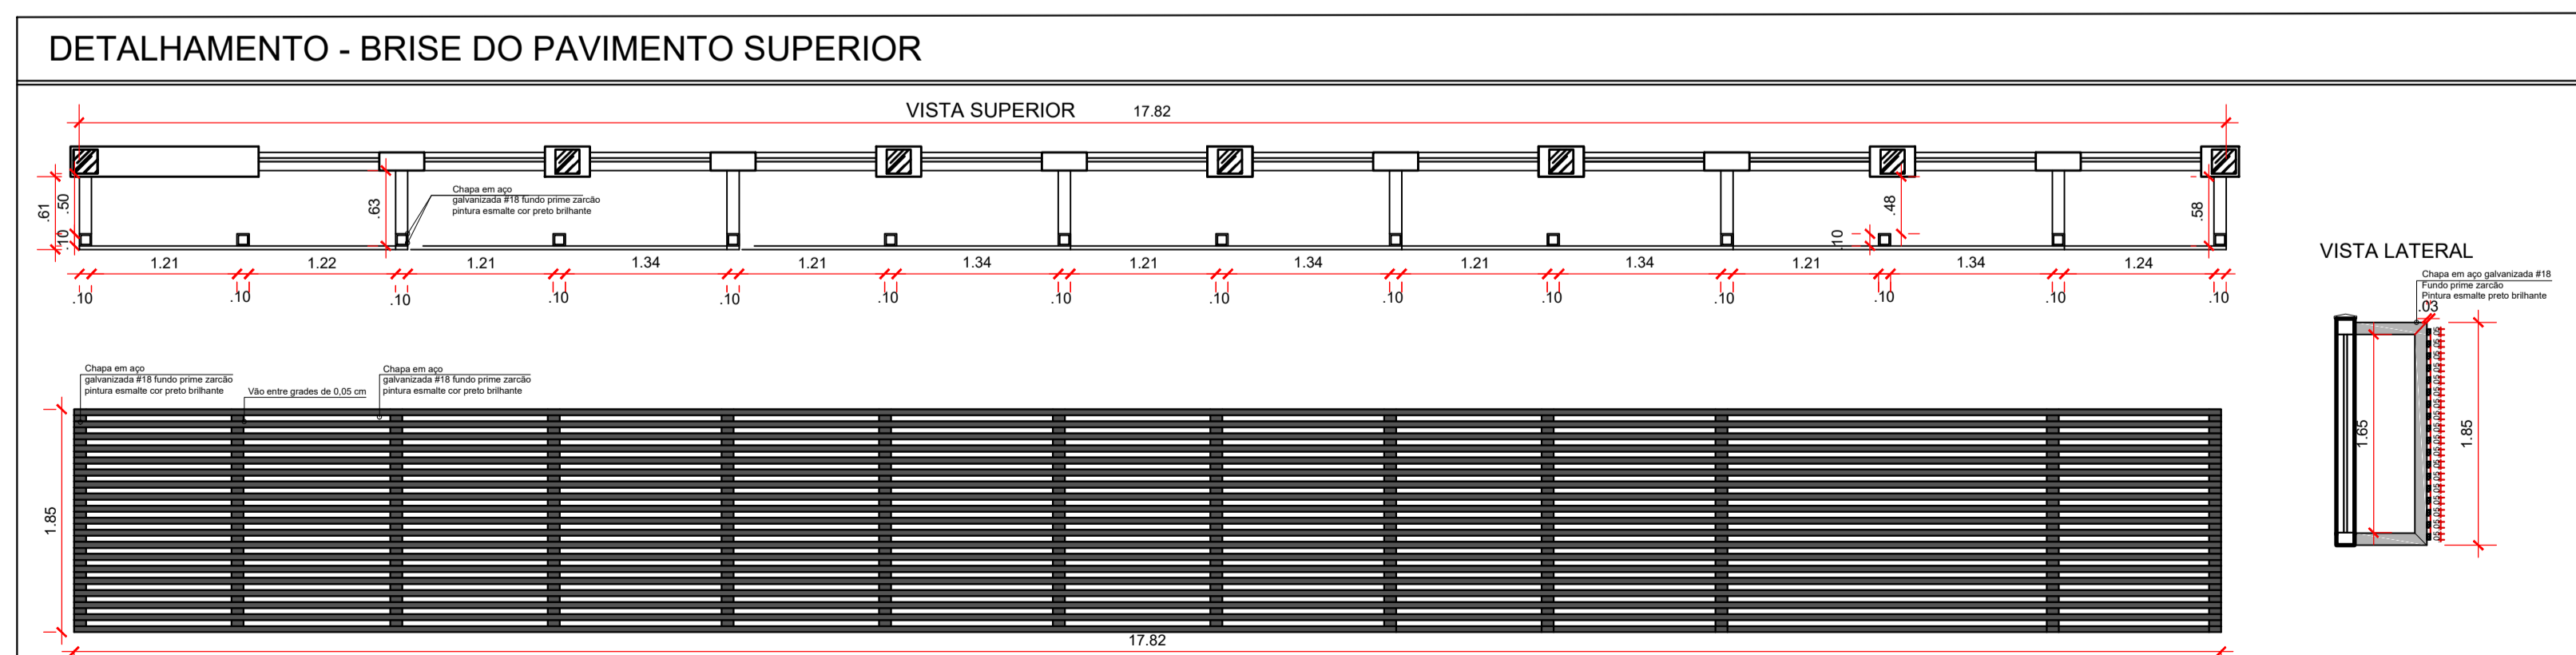 DETALHAMENTO - BRISE DO PAVIMENTO SUPERIOR
VISTA SUPERIOR
17.82
.61
.50
.10
.63
Chapa em aço
galvanizada #18 fundo prime zarcão
pintura esmalte cor preto brilhante
.10
.48
.58
1.21
1.22
1.21
1.34
1.21
1.34
1.21
1.34
1.21
1.34
1.21
1.34
1.24
.10
.10
.10
.10
.10
.10
.10
.10
.10
.10
.10
.10
.10
.10
VISTA LATERAL
Chapa em aço galvanizada #18
Fundo prime zarcão
Pintura esmalte preto brilhante
.03
1.65
1.85
Chapa em aço
galvanizada #18 fundo prime zarcão
pintura esmalte cor preto brilhante
Vão entre grades de 0,05 cm
Chapa em aço
galvanizada #18 fundo prime zarcão
pintura esmalte cor preto brilhante
1.85
17.82